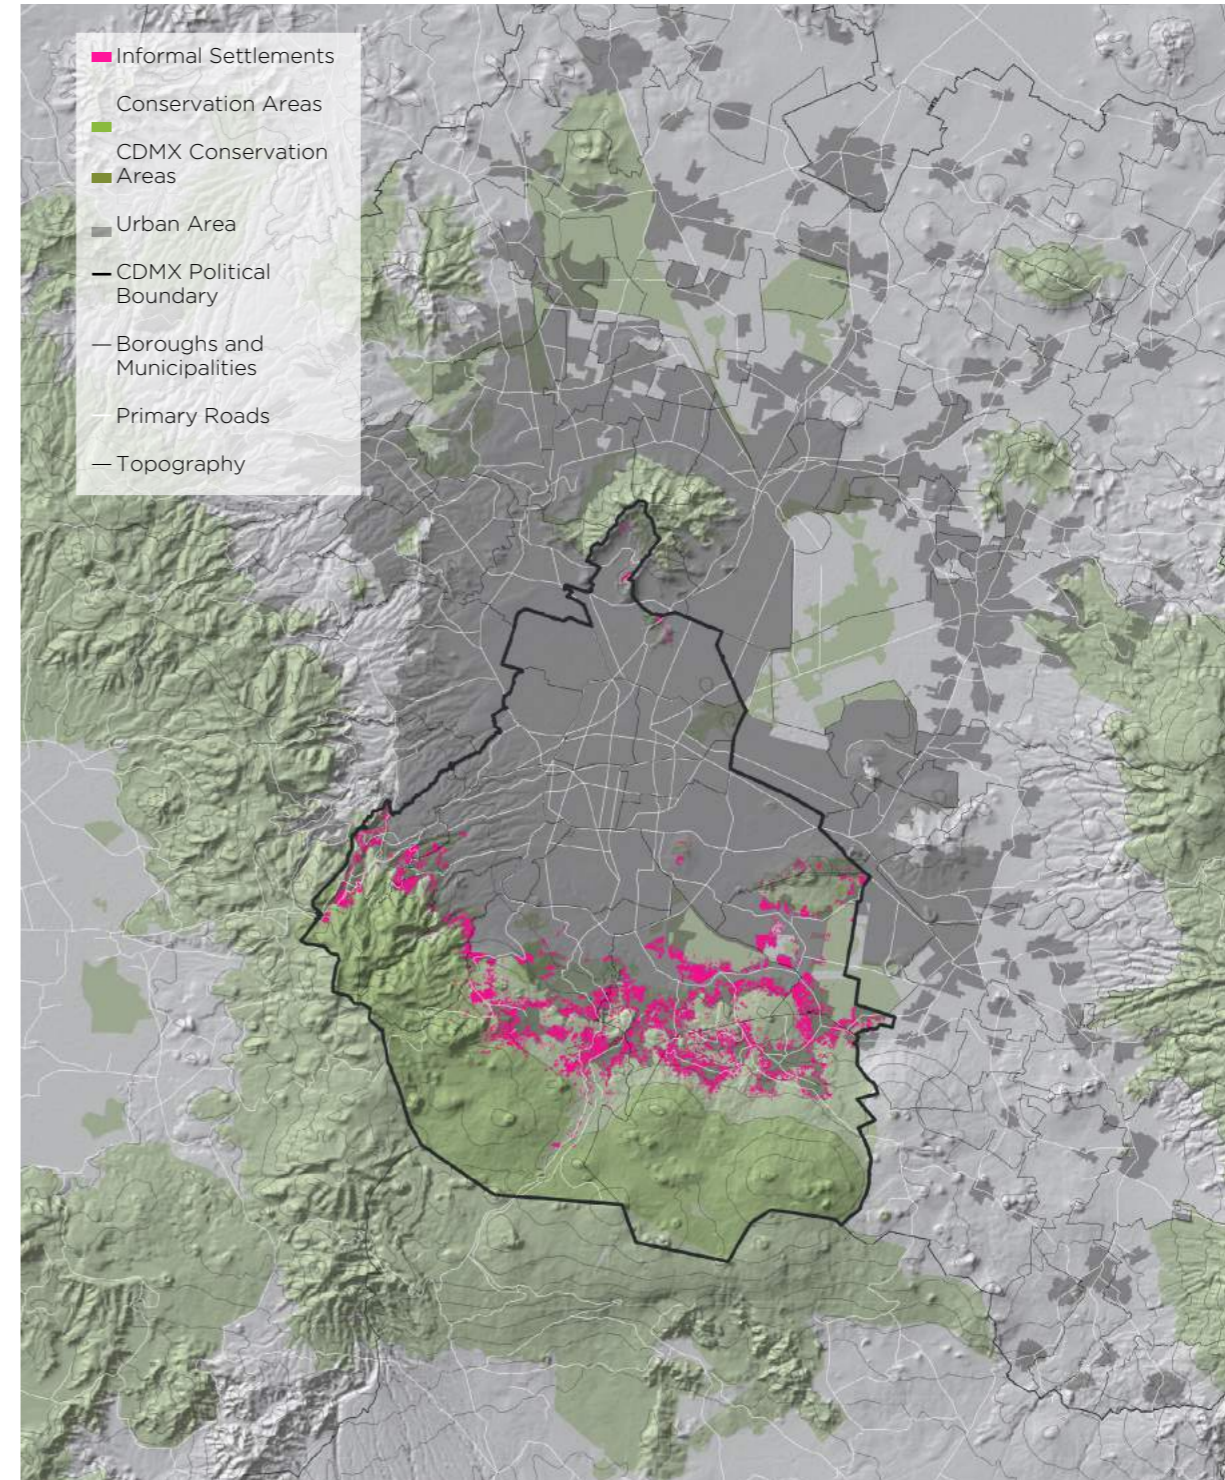 Informal Settlements
Conservation Areas
CDMX Conservation
Areas
Urban Area
CDMX Political
Boundary
Boroughs and
Municipalities
Primary Roads
Topography